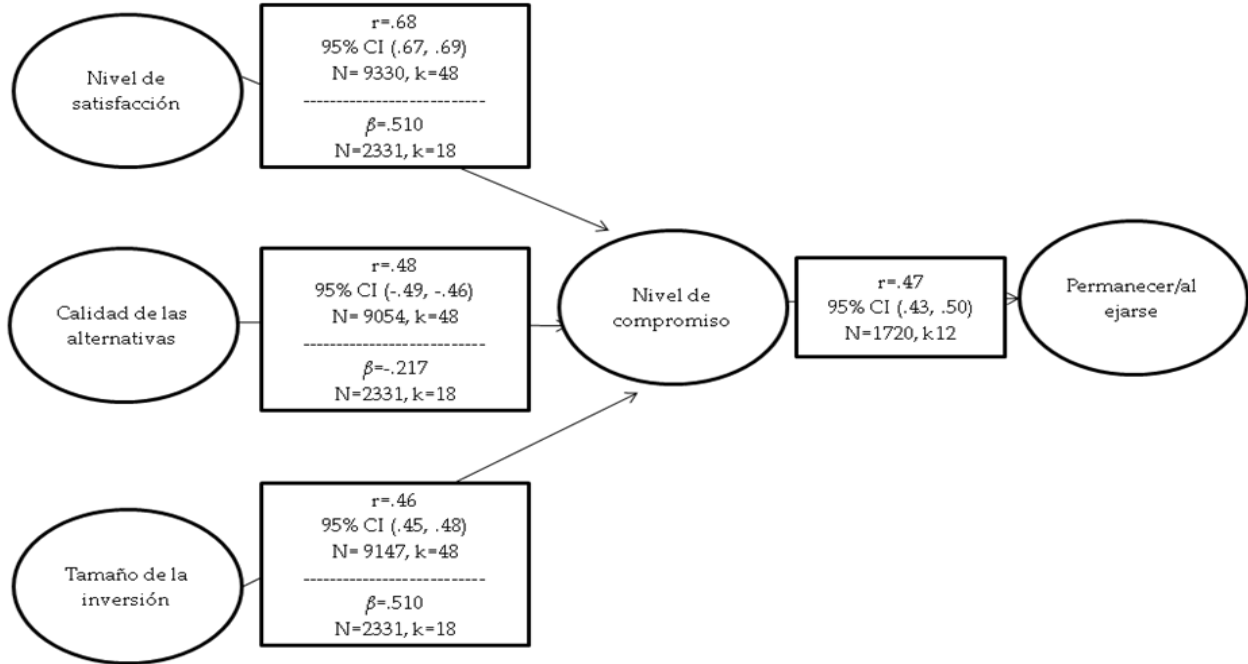 Nivel de
satisfacción
r=.68
95% CI (.67, .69)
N= 9330, k=48
----------------------------
β=.510
N=2331, k=18
Calidad de las
alternativas
r=.48
95% CI (-.49, -.46)
N= 9054, k=48
----------------------------
β=-.217
N=2331, k=18
Tamaño de la
inversión
r=.46
95% CI (.45, .48)
N= 9147, k=48
----------------------------
β=.510
N=2331, k=18
Nivel de
compromiso
r=.47
95% CI (.43, .50)
N=1720, k12
Permanecer/al
ejarse